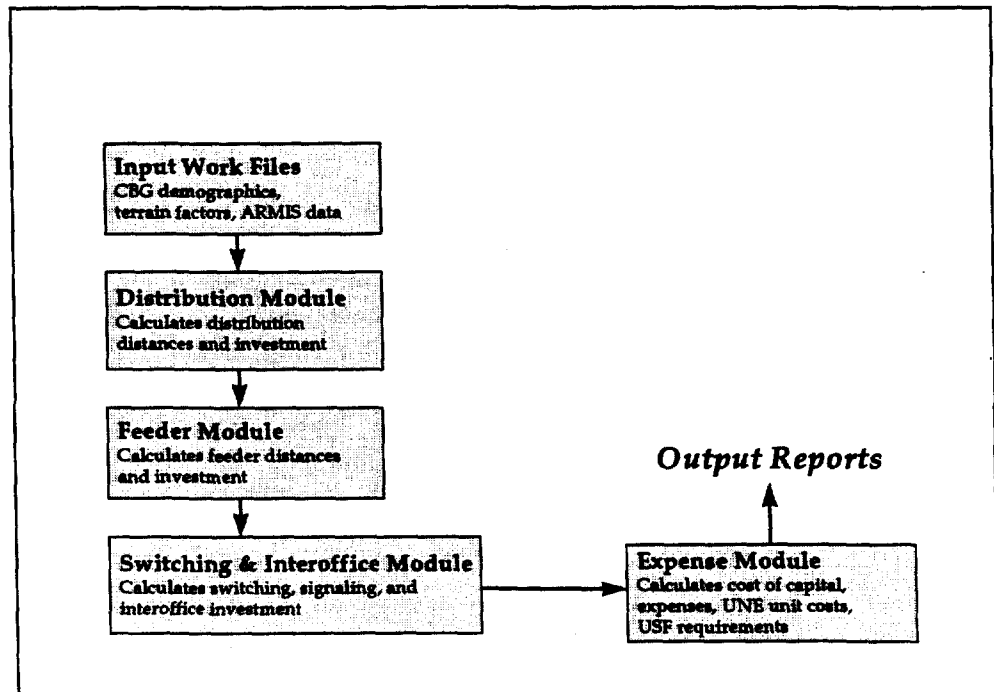 Input Work Files
CBG demographics,
terrain factors, ARMIS data
Distribution Module
Calculates distribution
distances and investment
Feeder Module
Calculates feeder distances
and investment
Switching & Interoffice Module
Calculates switching, signaling, and
interoffice investment
Output Reports
Expense Module
Calculates cost of capital,
expenses, UNE unit costs,
USF requirements